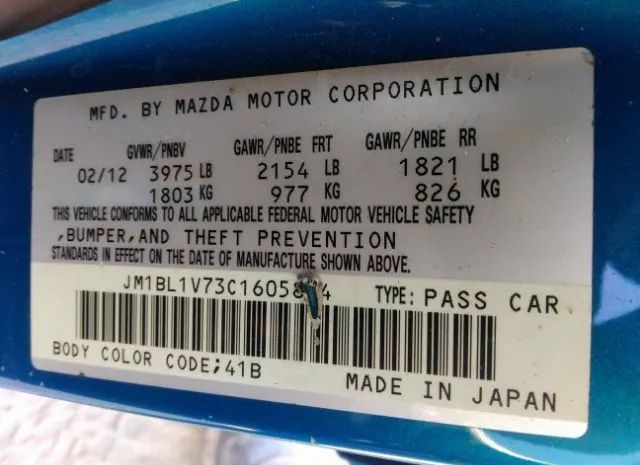 MFD. BY MAZDA MOTOR CORPORATION
DATE GVWR/PNBV GAWR/PNBE FRT GAWR/PNBE RR
02/12 3975 LB 2154 LB 1821 LB
1803 KG 977 KG 826 KG
THIS VEHICLE CONFORMS TO ALL APPLICABLE FEDERAL MOTOR VEHICLE SAFETY
,BUMPER,AND THEFT PREVENTION
STANDARDS IN EFFECT ON THE DATE OF MANUFACTURE SHOWN ABOVE.
TYPE: PASS CAR
BODY COLOR CODE;41B
MADE IN JAPAN